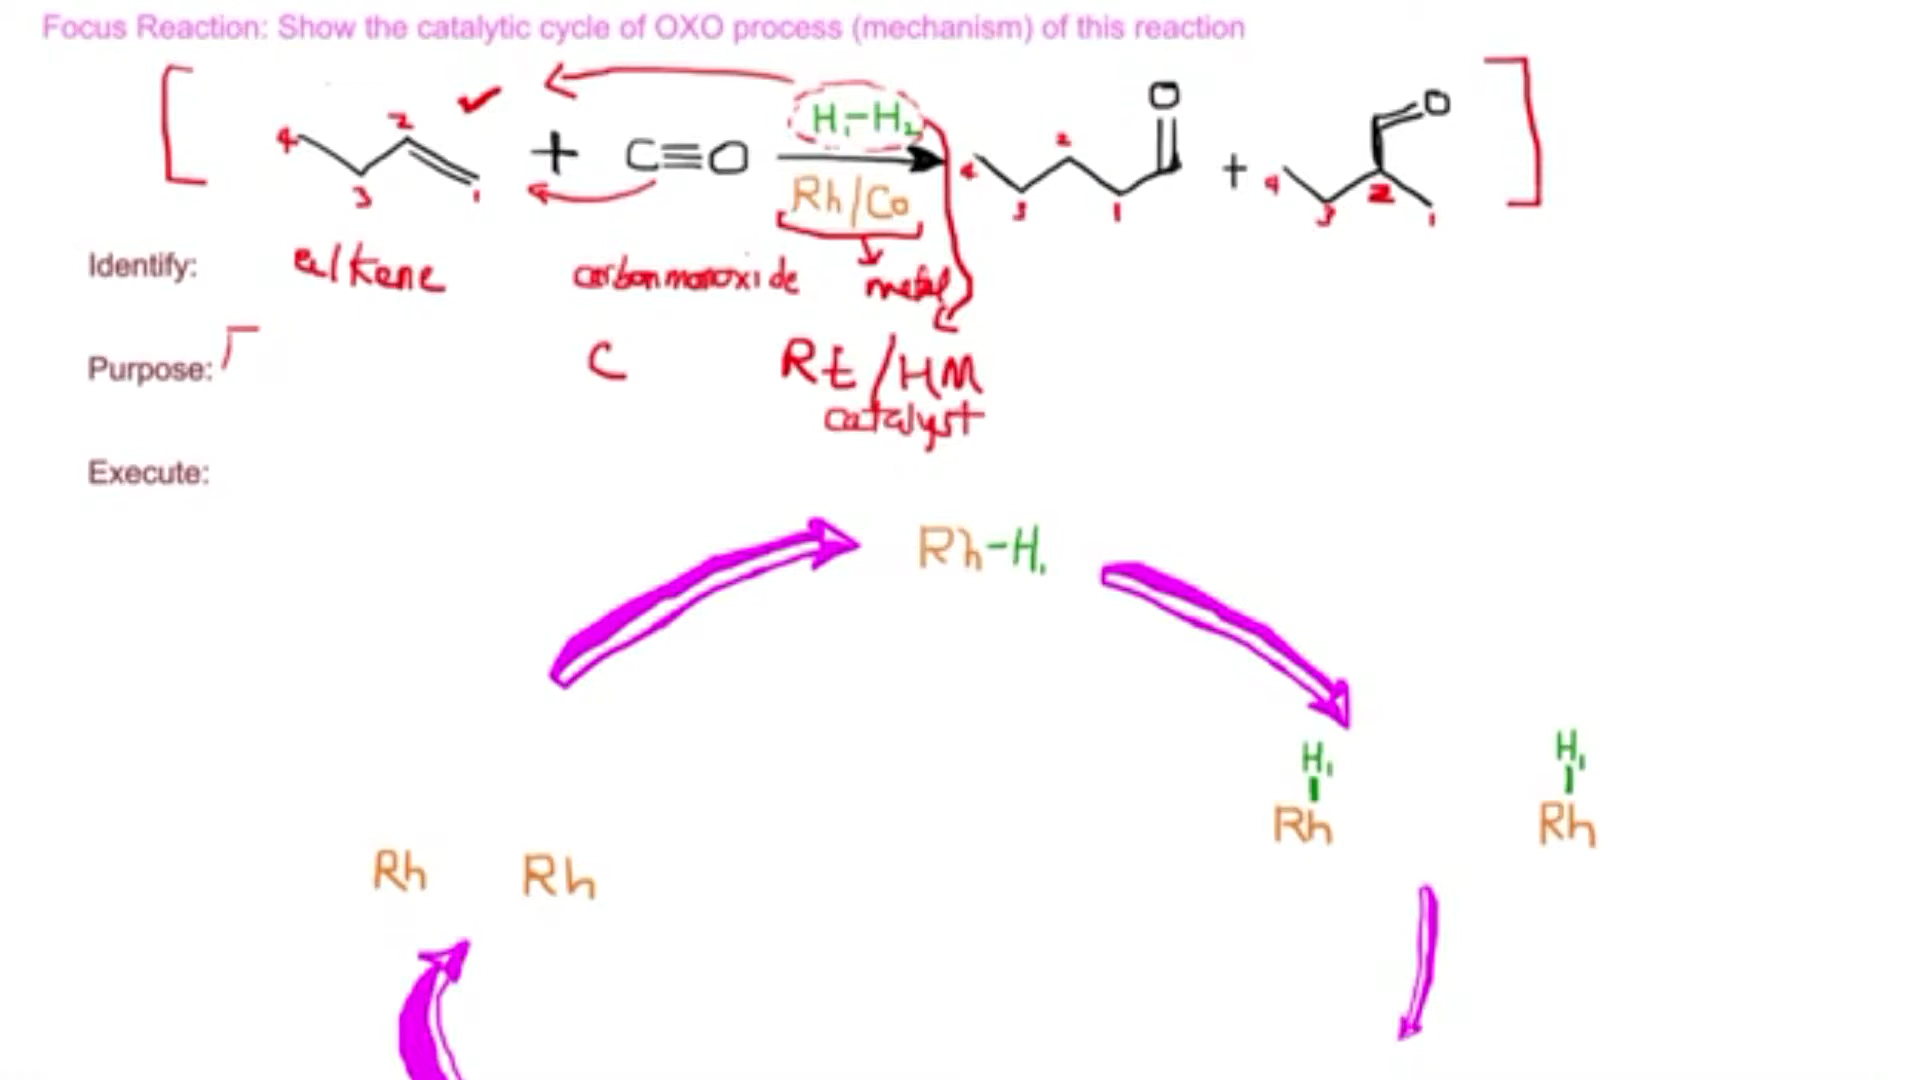 Focus Reaction: Show the catalytic cycle of OXO process (mechanism) of this reaction
4 3 2 1 + C≡O H₁–H₂ 4 3 2 1 O + 4 3 2 1 O
Rh/Co
Identify: alkene carbon monoxide metal
Purpose: C Rt/HM
catalyst
Execute:
Rh–H₁
H₁ H₁
Rh Rh
Rh Rh